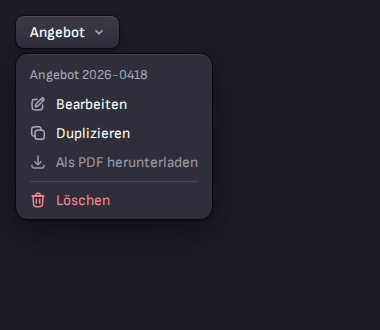 Angebot
Angebot 2026-0418
Bearbeiten
Duplizieren
Als PDF herunterladen
Löschen